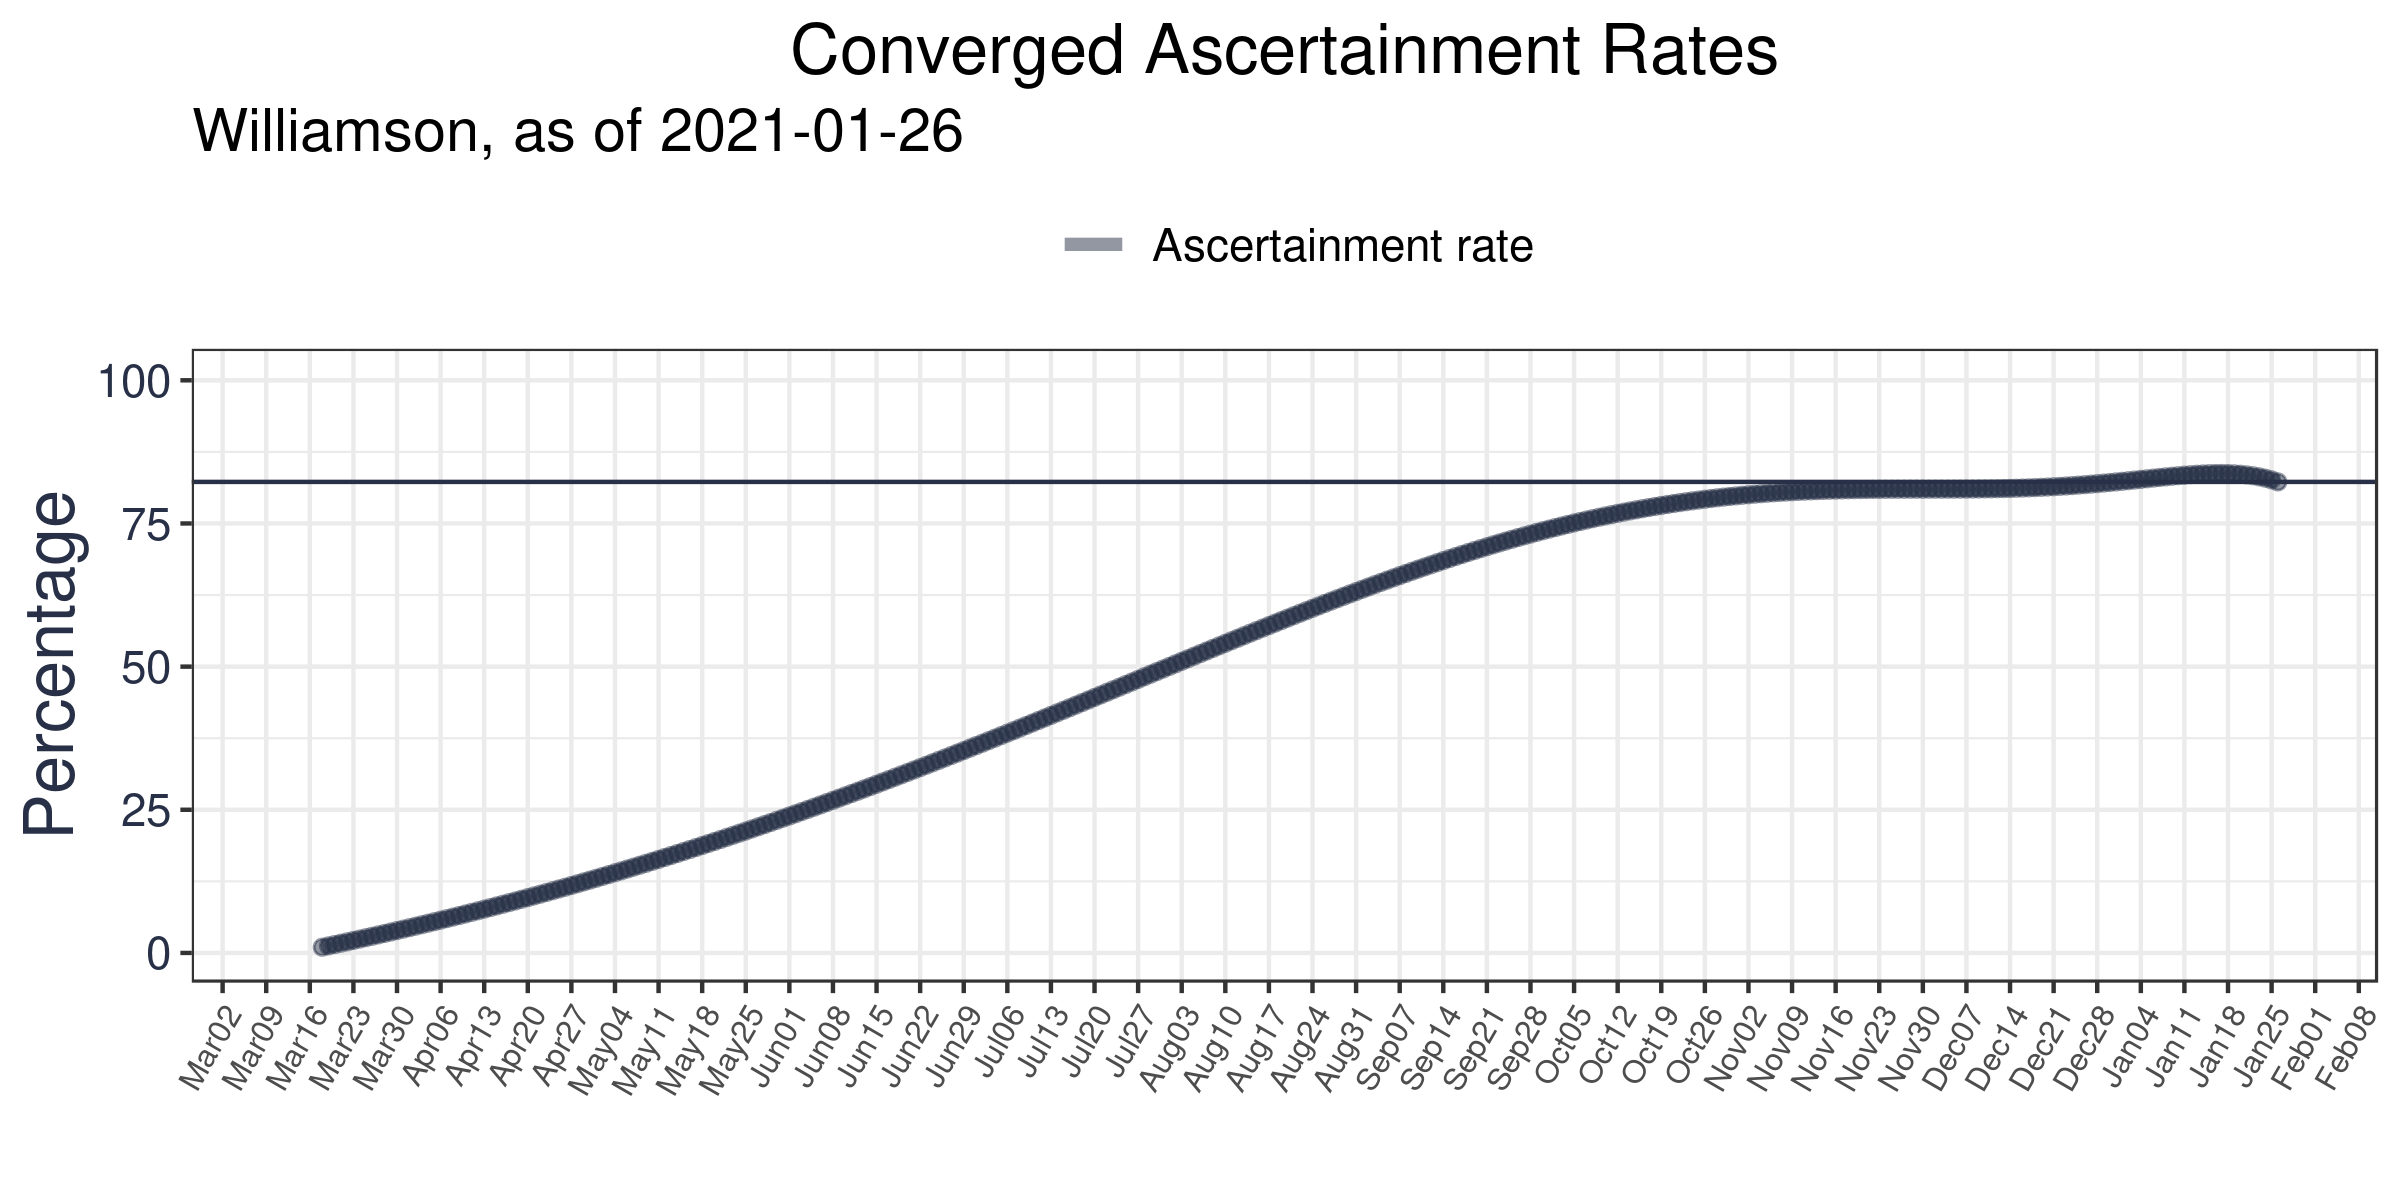 Converged Ascertainment Rates
Williamson, as of 2021-01-26
Ascertainment rate
Percentage
100
75
50
25
0
Mar02 Mar09 Mar16 Mar23 Mar30 Apr06 Apr13 Apr20 Apr27 May04 May11 May18 May25 Jun01 Jun08 Jun15 Jun22 Jun29 Jul06 Jul13 Jul20 Jul27 Aug03 Aug10 Aug17 Aug24 Aug31 Sep07 Sep14 Sep21 Sep28 Oct05 Oct12 Oct19 Oct26 Nov02 Nov09 Nov16 Nov23 Nov30 Dec07 Dec14 Dec21 Dec28 Jan04 Jan11 Jan18 Jan25 Feb01 Feb08